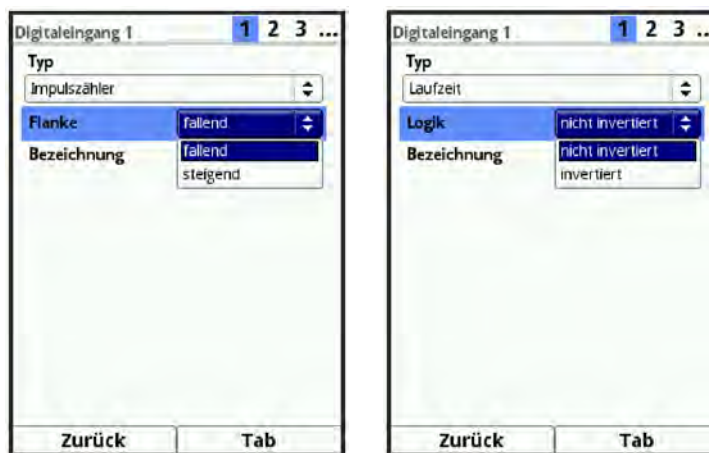 Digitaleingang 1 1 2 3 ...
Typ
Impulszähler
Flanke fallend
fallend
Bezeichnung
steigend
Zurück Tab
Digitaleingang 1 1 2 3 ..
Typ
Laufzeit
Logik nicht invertiert
nicht invertiert
Bezeichnung
invertiert
Zurück Tab